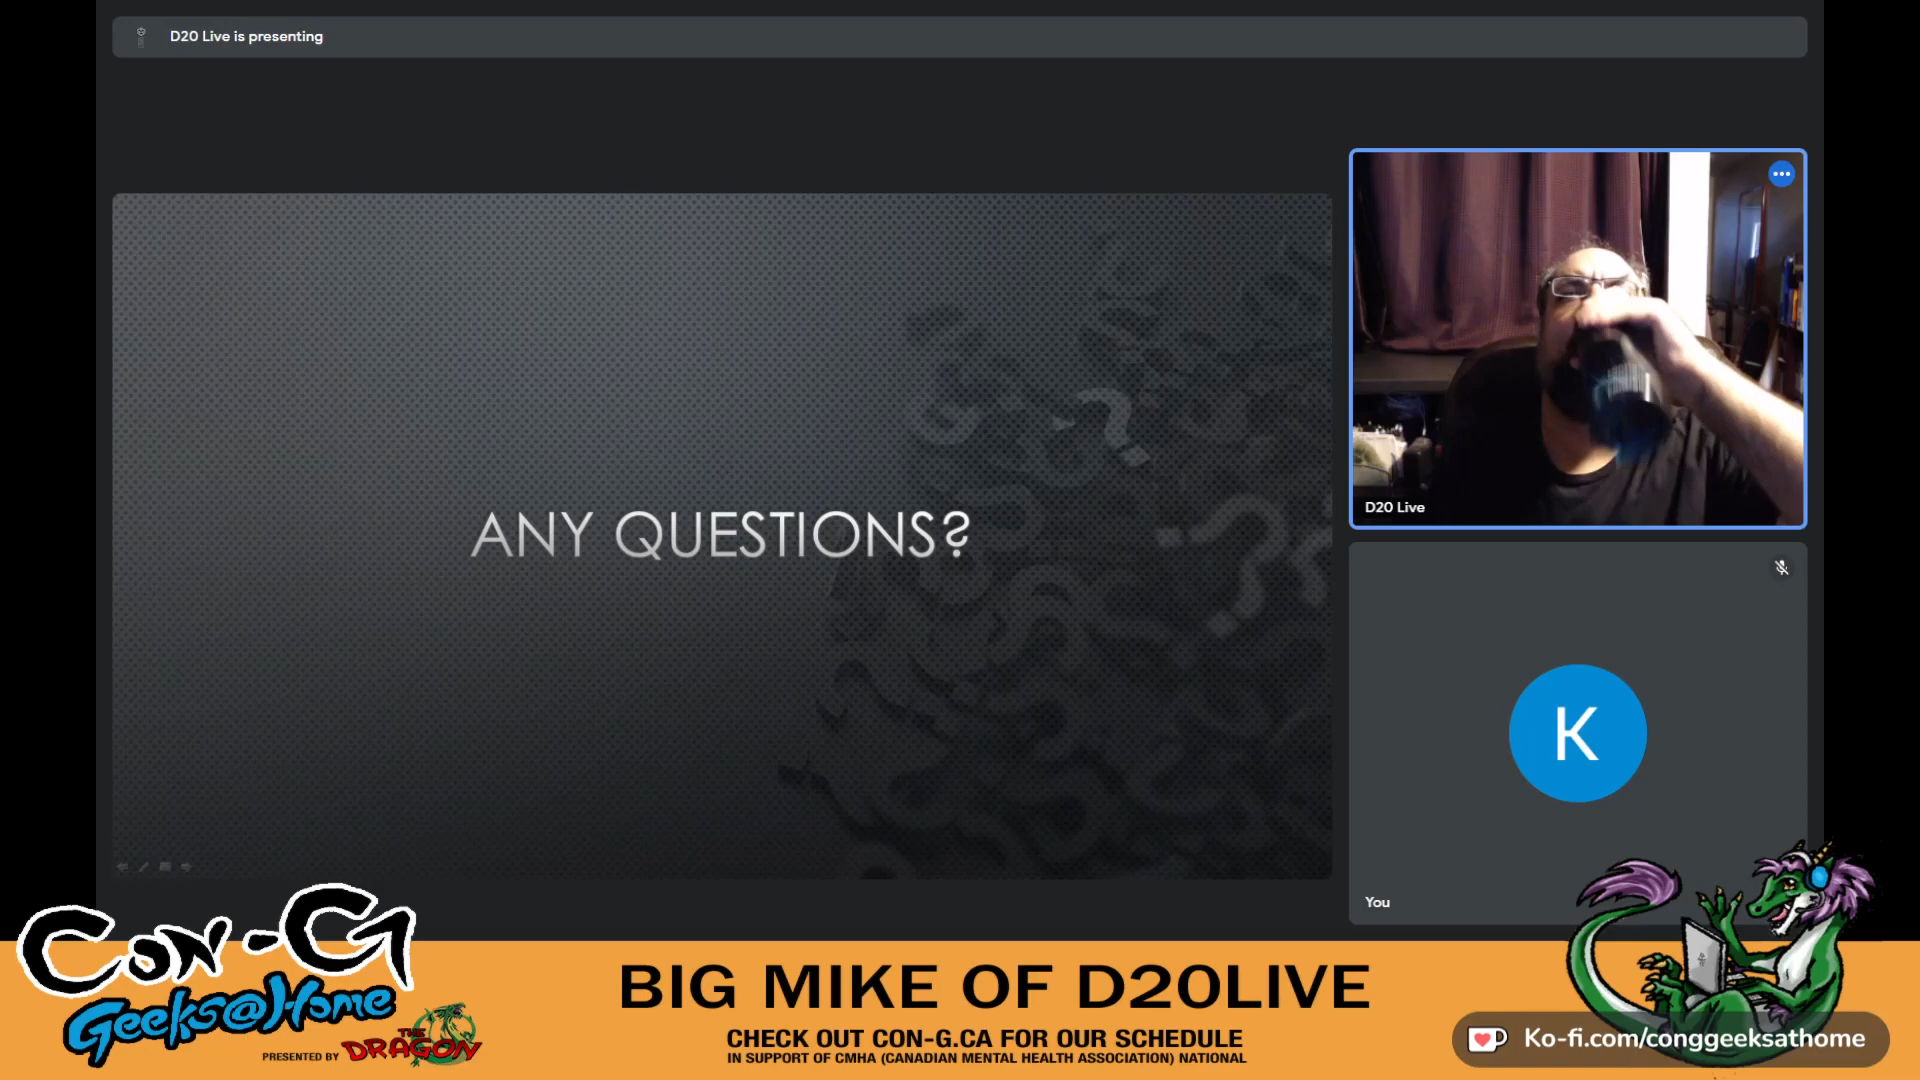 D20 Live is presenting
ANY QUESTIONS?
D20 Live
K
You
CON-G
Geeks@Home
PRESENTED BY THE DRAGON
BIG MIKE OF D20LIVE
CHECK OUT CON-G.CA FOR OUR SCHEDULE
IN SUPPORT OF CMHA (CANADIAN MENTAL HEALTH ASSOCIATION) NATIONAL
Ko-fi.com/conggeeksathome